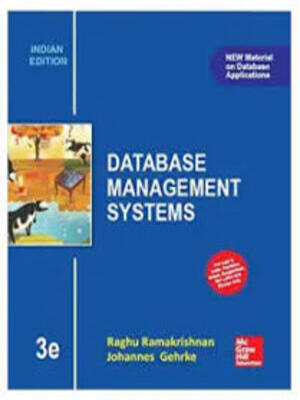 INDIAN
EDITION
NEW Material
on Database
Applications
DATABASE
MANAGEMENT
SYSTEMS
3e
Raghu Ramakrishnan
Johannes Gehrke
Mc
Graw
Hill
Education